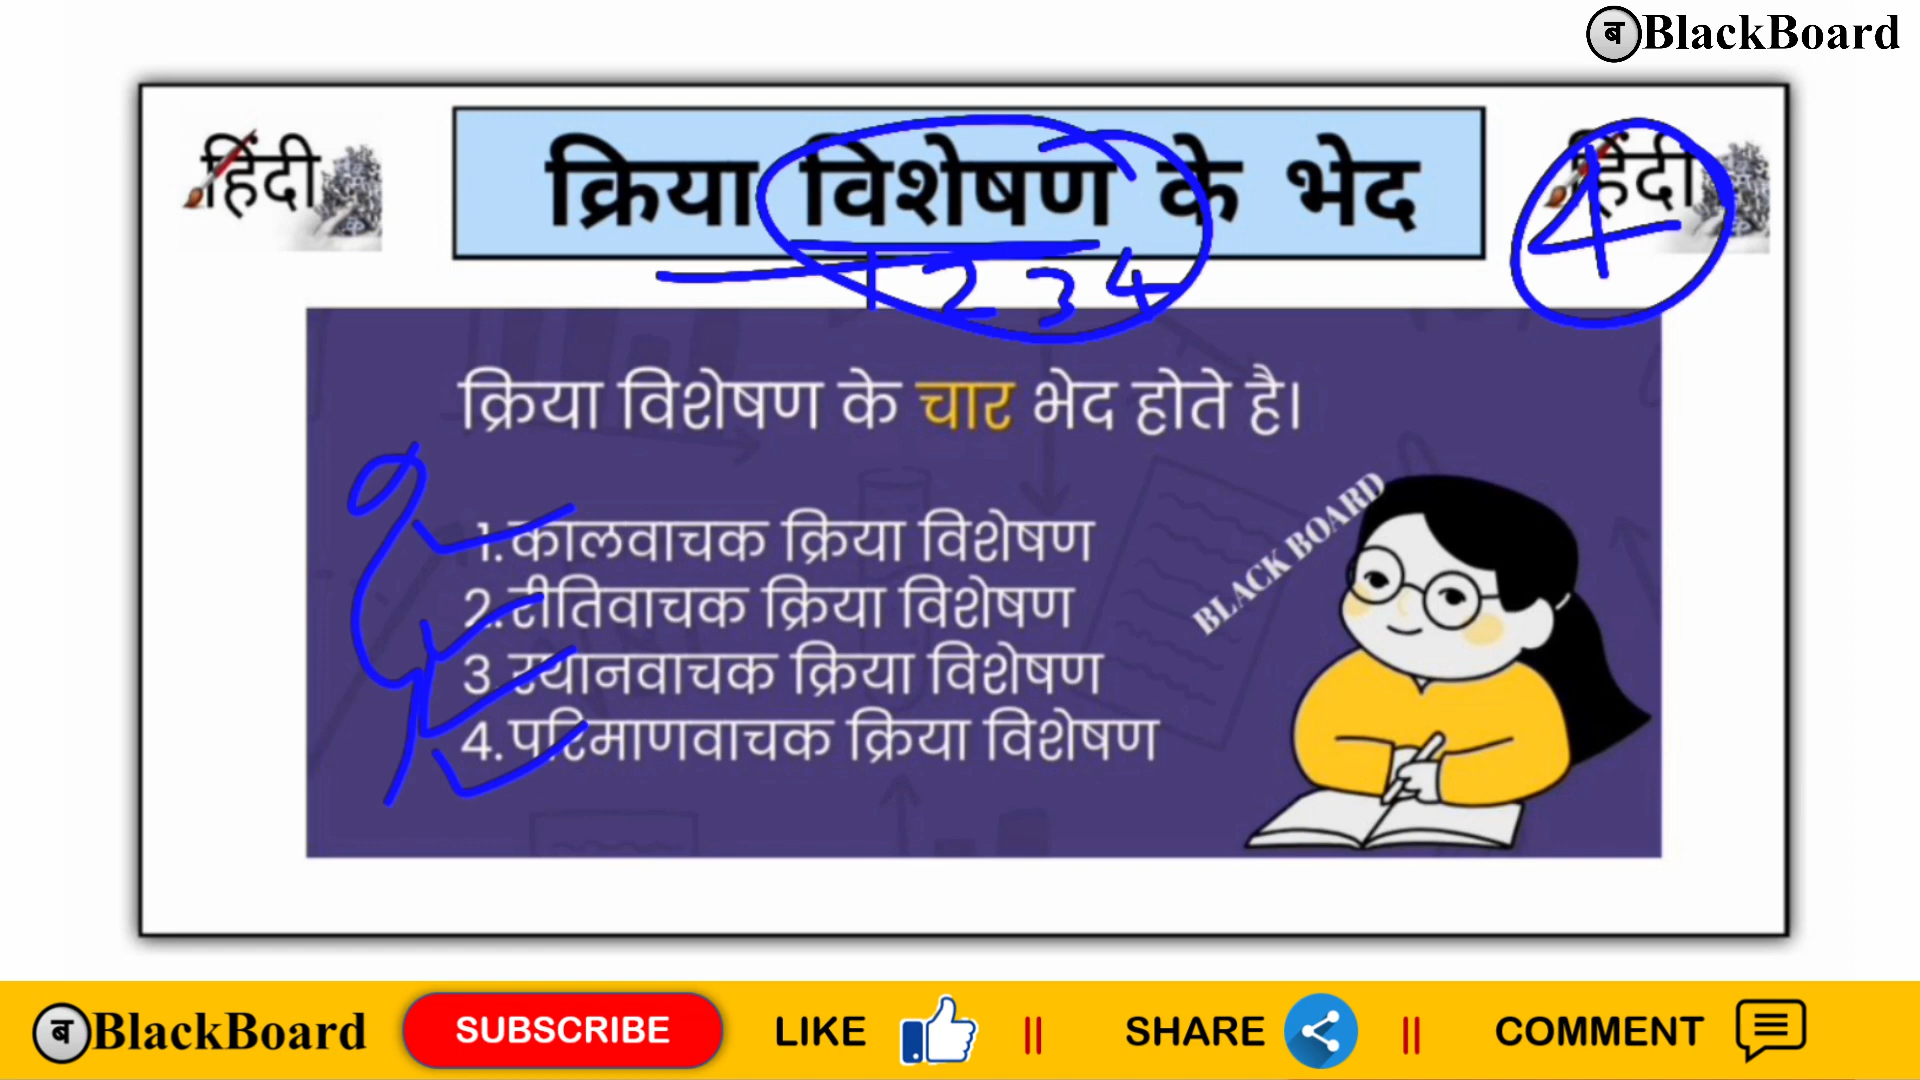 ब BlackBoard
हिंदी
क्रिया विशेषण के भेद
हिंदी
4
1 2 3 4
क्रिया विशेषण के चार भेद होते है।
1.कालवाचक क्रिया विशेषण
2.रीतिवाचक क्रिया विशेषण
3.स्थानवाचक क्रिया विशेषण
4.परिमाणवाचक क्रिया विशेषण
BLACK BOARD
ब BlackBoard SUBSCRIBE LIKE || SHARE || COMMENT